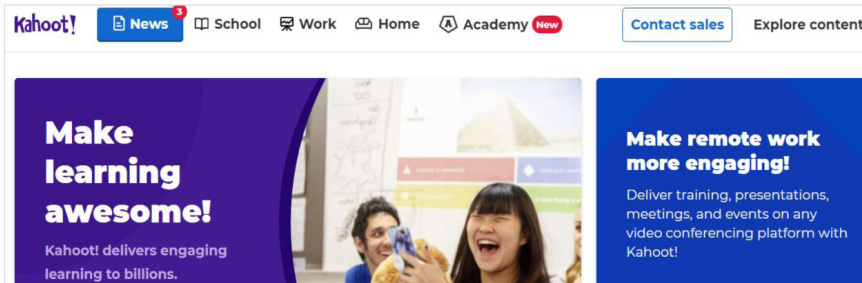 Kahoot! News 3 School Work Home Academy New Contact sales Explore content
Make
learning
awesome!
Kahoot! delivers engaging
learning to billions.
Make remote work
more engaging!
Deliver training, presentations,
meetings, and events on any
video conferencing platform with
Kahoot!